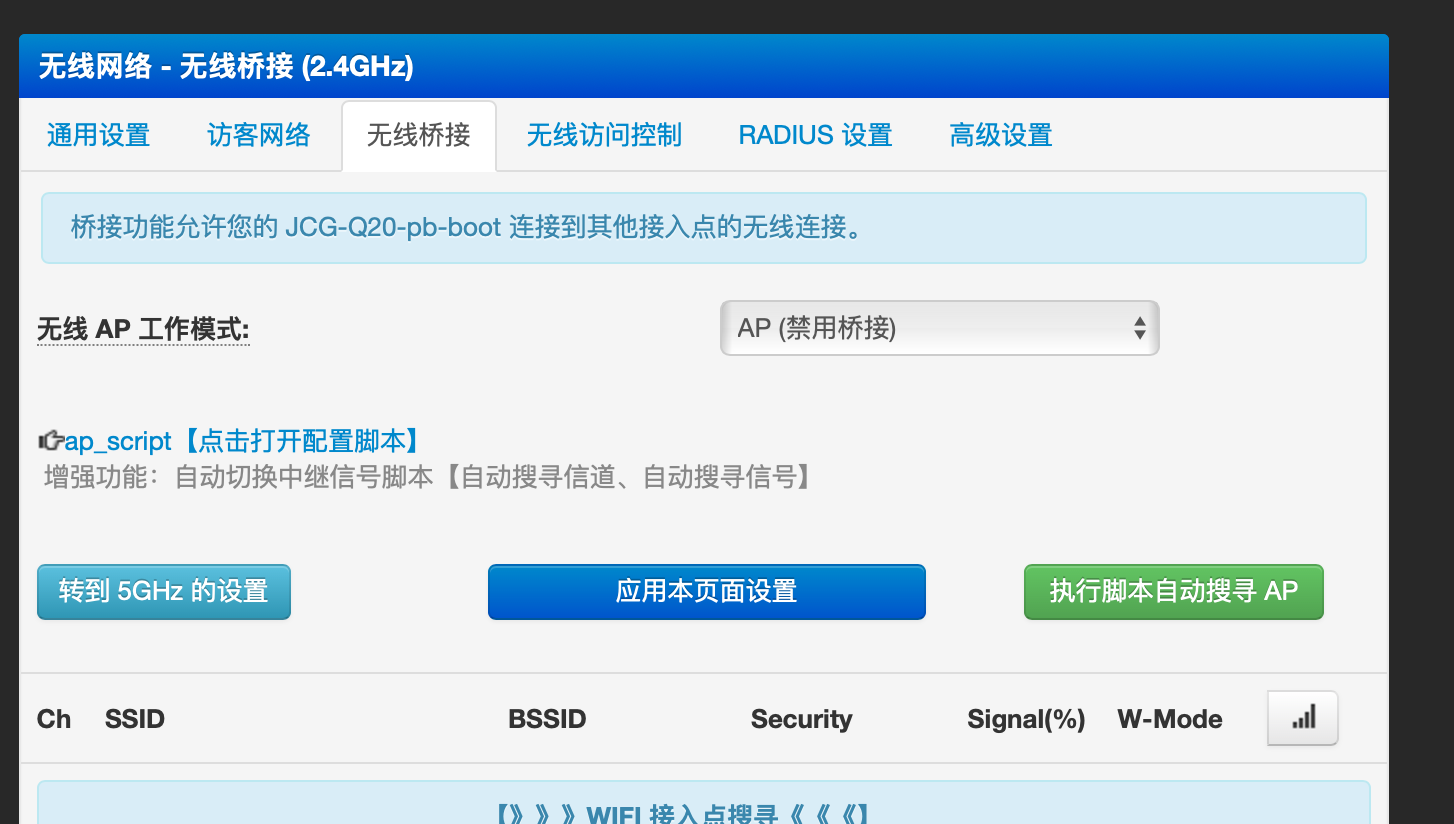 无线网络 - 无线桥接 (2.4GHz)
通用设置 访客网络 无线桥接 无线访问控制 RADIUS 设置 高级设置
桥接功能允许您的 JCG-Q20-pb-boot 连接到其他接入点的无线连接。
无线 AP 工作模式: AP (禁用桥接)
ap_script【点击打开配置脚本】
增强功能：自动切换中继信号脚本【自动搜寻信道、自动搜寻信号】
转到 5GHz 的设置 应用本页面设置 执行脚本自动搜寻 AP
Ch SSID BSSID Security Signal(%) W-Mode
【》》》WIFI 接入点搜寻《《《】